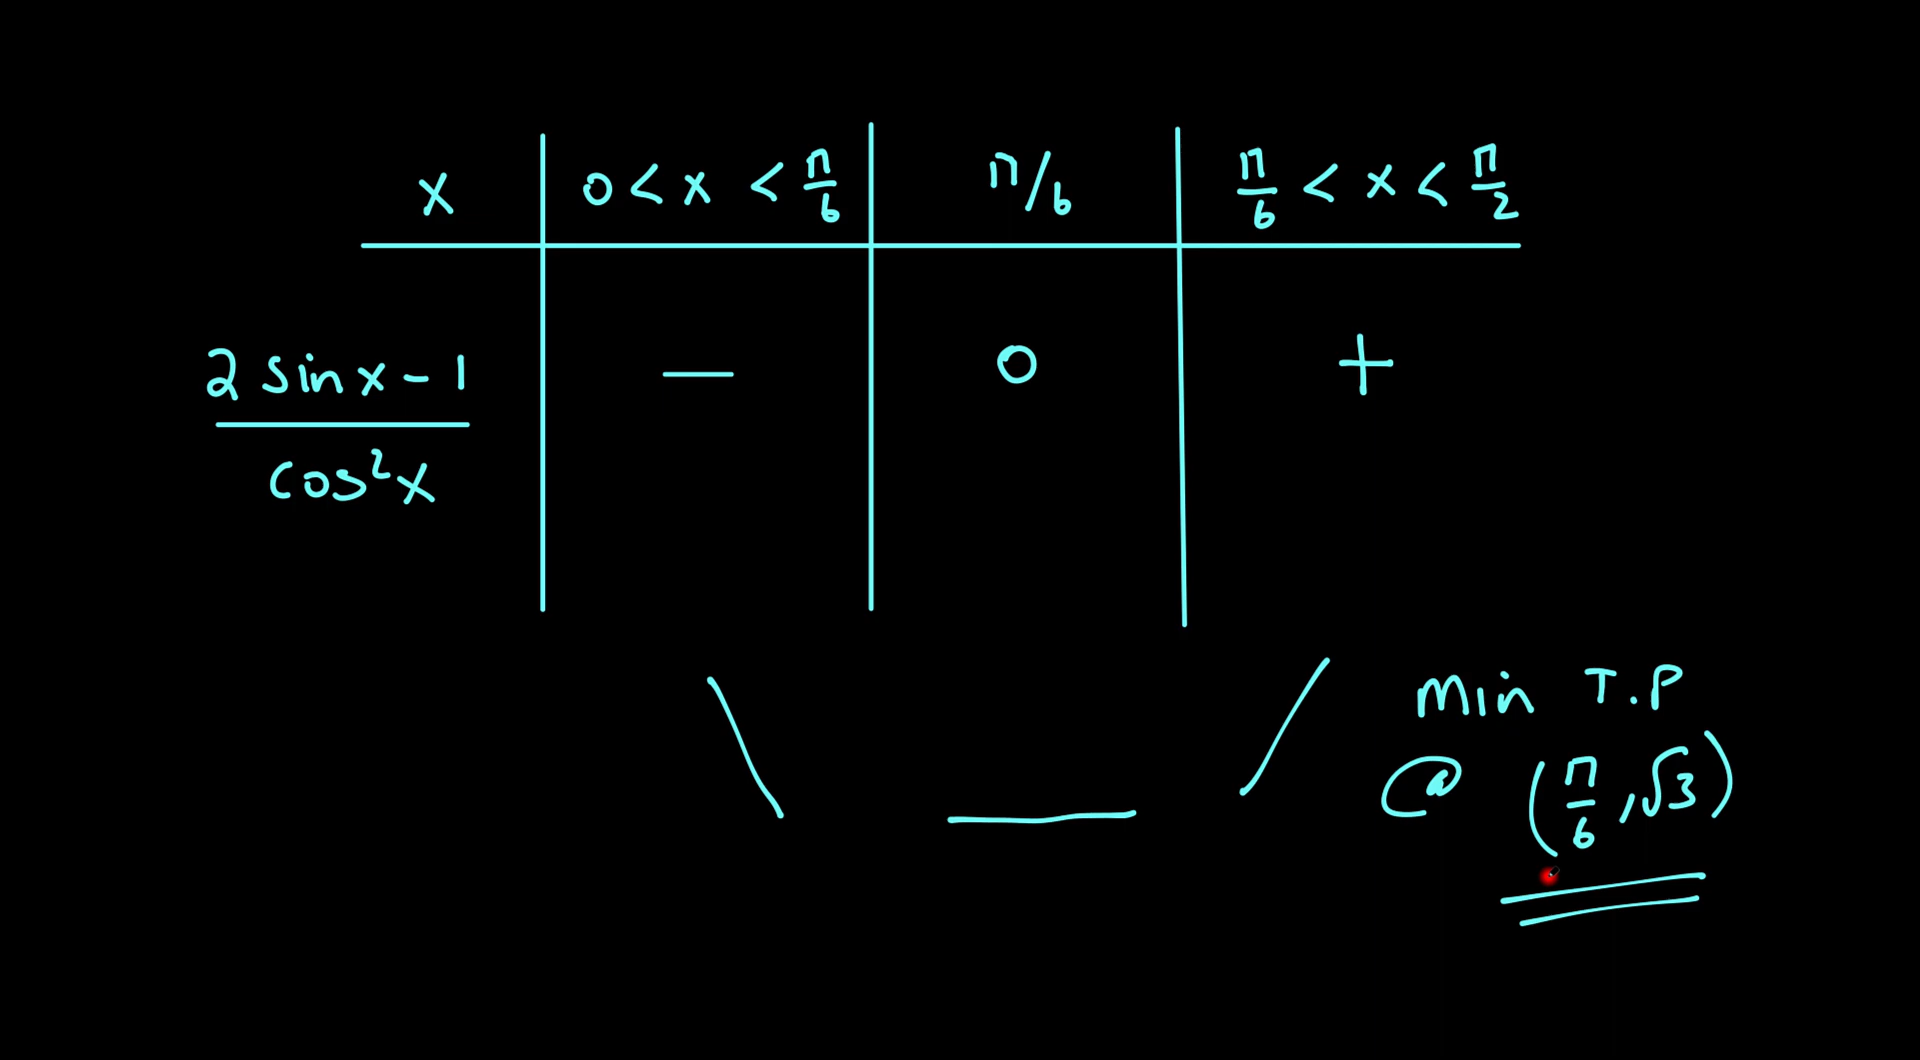 x 0 < x < π/6 π/6 π/6 < x < π/2
2 sin x - 1 / cos²x — 0 +
Min T.P
@ (π/6, √3)